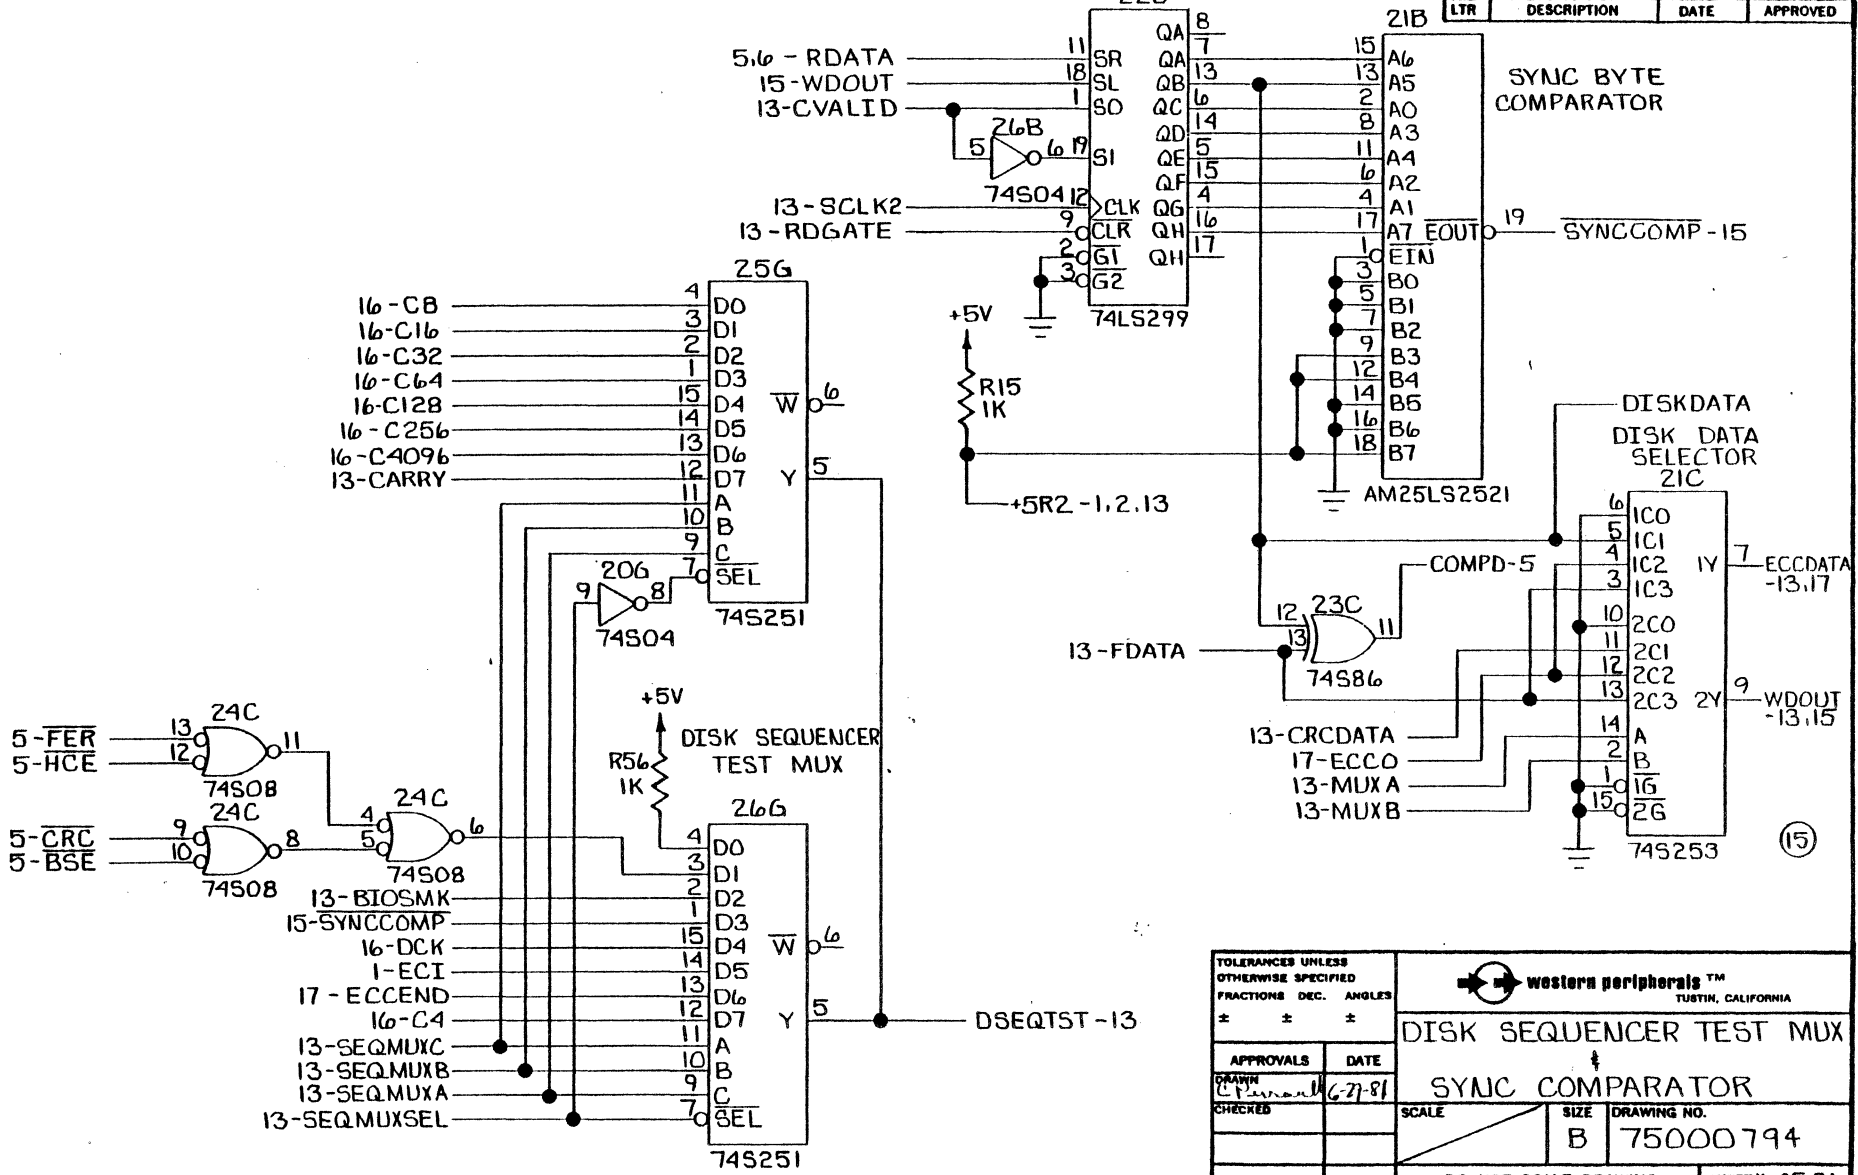 LTR DESCRIPTION DATE APPROVED
21B
SYNC BYTE
COMPARATOR
5,6 - RDATA
15-WDOUT
13-CVALID
26B
5 6
74S04
13-SCLK2
13-RDGATE
11 SR
18 SL
1 S0
19 S1
12 CLK
9 CLR
2 G1
3 G2
QA 8
QA 7
QB 13
QC 6
QD 14
QE 5
QF 15
QG 4
QH 16
QH 17
74LS299
15 A6
13 A5
2 A0
8 A3
11 A4
6 A2
4 A1
17 A7
1 EIN
3 B0
5 B1
7 B2
9 B3
12 B4
14 B5
16 B6
18 B7
EOUT 19 SYNCCOMP-15
AM25LS2521
+5V
R15
1K
+5R2-1,2,13
25G
16-C8 4 D0
16-C16 3 D1
16-C32 2 D2
16-C64 1 D3
16-C128 15 D4
16-C256 14 D5
16-C4096 13 D6
13-CARRY 12 D7
11 A
10 B
9 C
7 SEL
W 6
Y 5
74S251
20G
9 8
74S04
DISKDATA
DISK DATA
SELECTOR
21C
6 1C0
5 1C1
4 1C2
3 1C3
10 2C0
11 2C1
12 2C2
13 2C3
14 A
2 B
1 1G
15 2G
1Y 7 ECCDATA
-13,17
2Y 9 WDOUT
-13,15
74S253
15
COMPD-5
23C
12
13
11
74S86
13-FDATA
13-CRCDATA
17-ECCO
13-MUXA
13-MUXB
5-FER 13
5-HCE 12
24C
11
74S08
5-CRC 9
5-BSE 10
24C
8
74S08
24C
4
5
6
74S08
+5V
R56
1K
DISK SEQUENCER
TEST MUX
26G
4 D0
3 D1
13-BIOSMK 2 D2
15-SYNCCOMP 1 D3
16-DCK 15 D4
1-ECI 14 D5
17-ECCEND 13 D6
16-C4 12 D7
13-SEQMUXC 11 A
13-SEQMUXB 10 B
13-SEQMUXA 9 C
13-SEQMUXSEL 7 SEL
W 6
Y 5
DSEQTST-13
74S251
TOLERANCES UNLESS
OTHERWISE SPECIFIED
FRACTIONS DEC. ANGLES
± ± ±
APPROVALS DATE
DRAWN 6-27-81
CHECKED
western peripherals TM
TUSTIN, CALIFORNIA
DISK SEQUENCER TEST MUX
&
SYNC COMPARATOR
SCALE SIZE DRAWING NO.
B 75000794